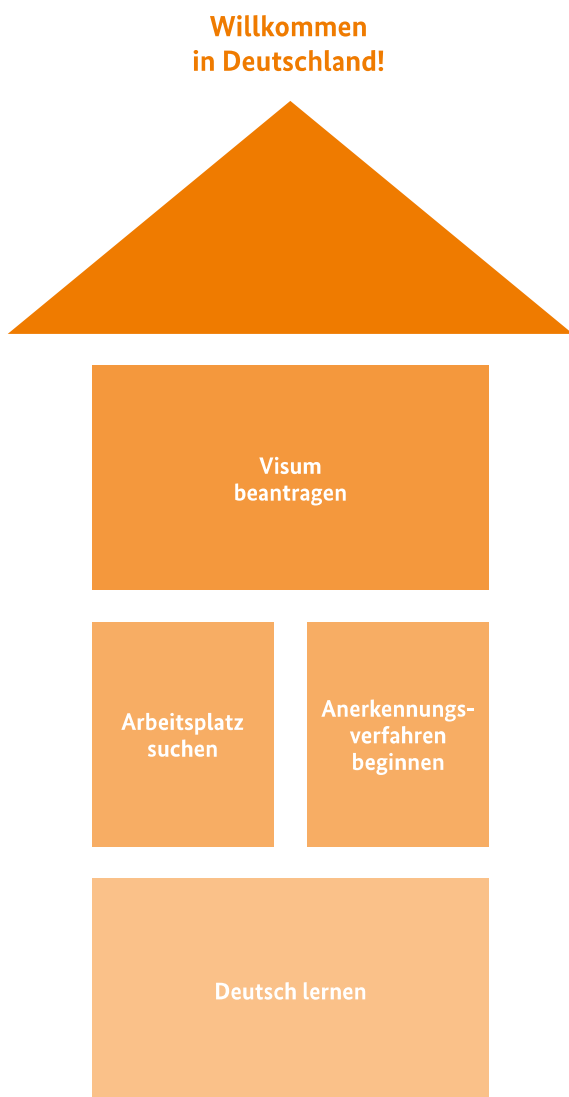 Willkommen
in Deutschland!
Visum
beantragen
Arbeitsplatz
suchen
Anerkennungs-
verfahren
beginnen
Deutsch lernen